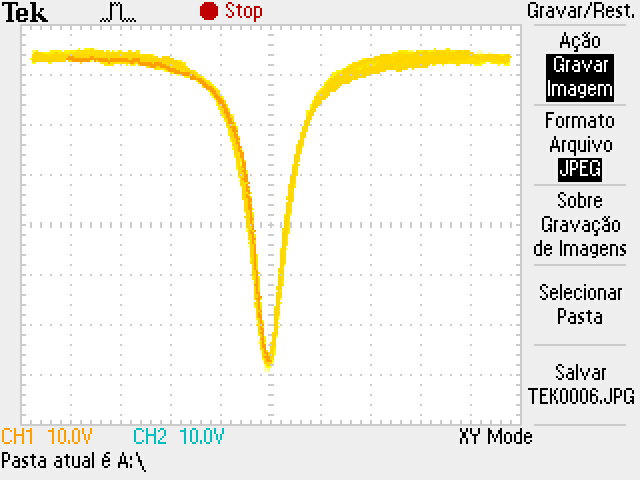 Tek
Stop
Gravar/Rest.
Ação
Gravar
Imagem
Formato
Arquivo
JPEG
Sobre
Gravação
de Imagens
Selecionar
Pasta
Salvar
TEK0006.JPG
CH1 10.0V CH2 10.0V XY Mode
Pasta atual é A:\